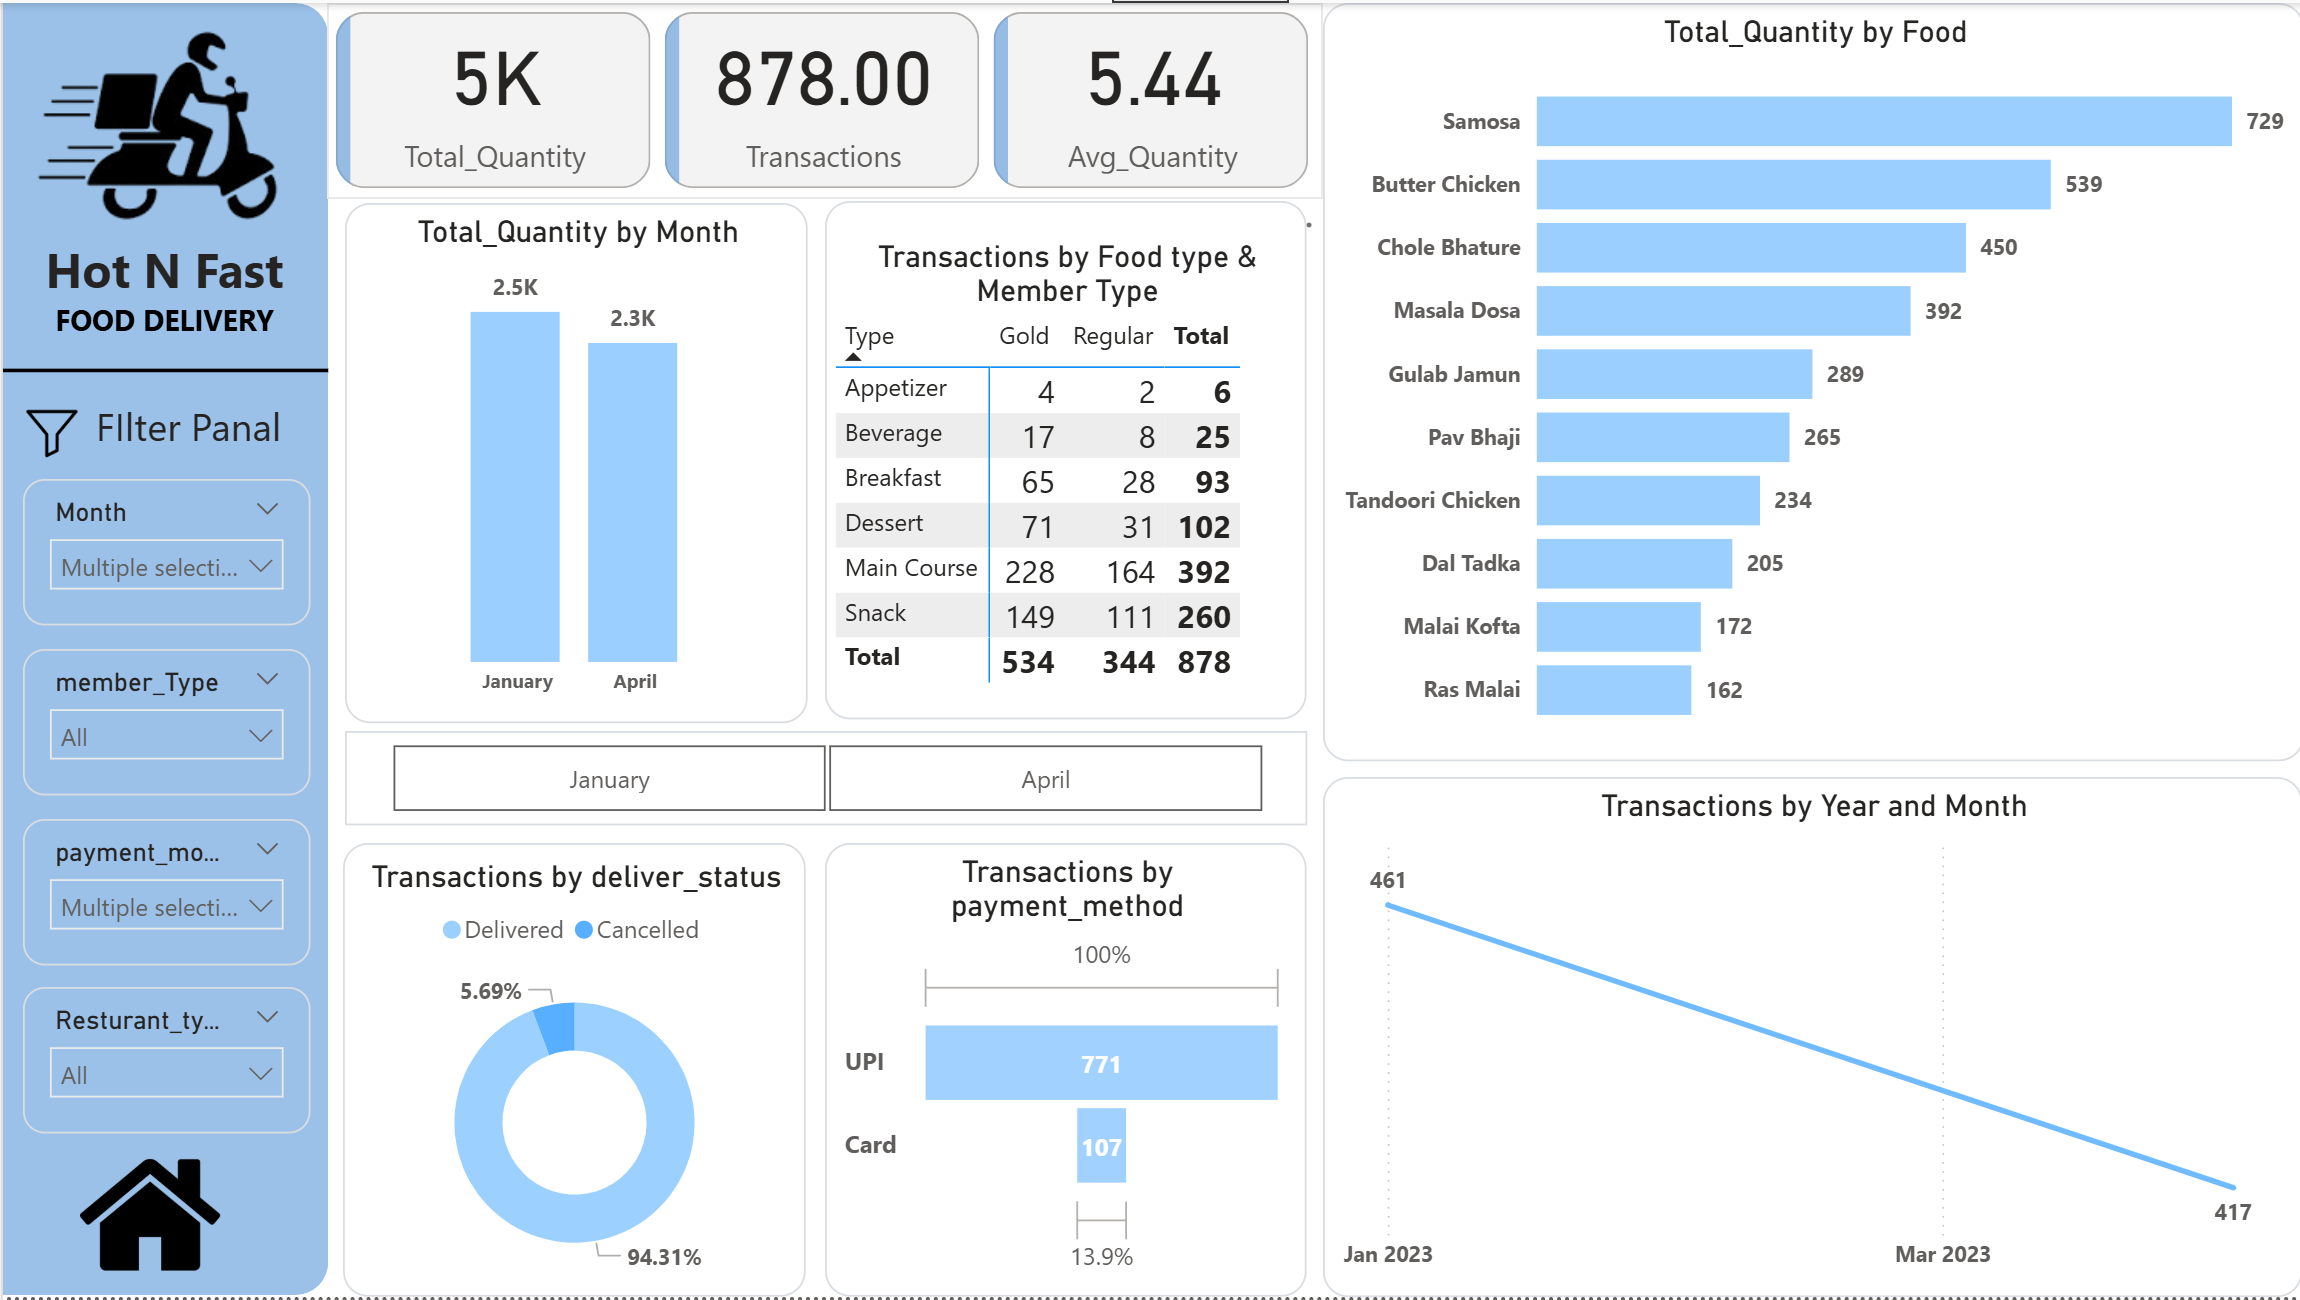 Hot N Fast
FOOD DELIVERY
FIlter Panal
Month
Multiple selecti...
member_Type
All
payment_mo...
Multiple selecti...
Resturant_ty...
All
5K
Total_Quantity
878.00
Transactions
5.44
Avg_Quantity
Total_Quantity by Month
2.5K
2.3K
January
April
Transactions by Food type &
Member Type
Type Gold Regular Total
Appetizer 4 2 6
Beverage 17 8 25
Breakfast 65 28 93
Dessert 71 31 102
Main Course 228 164 392
Snack 149 111 260
Total 534 344 878
January
April
Transactions by deliver_status
Delivered Cancelled
5.69%
94.31%
Transactions by
payment_method
100%
UPI 771
Card 107
13.9%
Total_Quantity by Food
Samosa 729
Butter Chicken 539
Chole Bhature 450
Masala Dosa 392
Gulab Jamun 289
Pav Bhaji 265
Tandoori Chicken 234
Dal Tadka 205
Malai Kofta 172
Ras Malai 162
Transactions by Year and Month
461
417
Jan 2023 Mar 2023